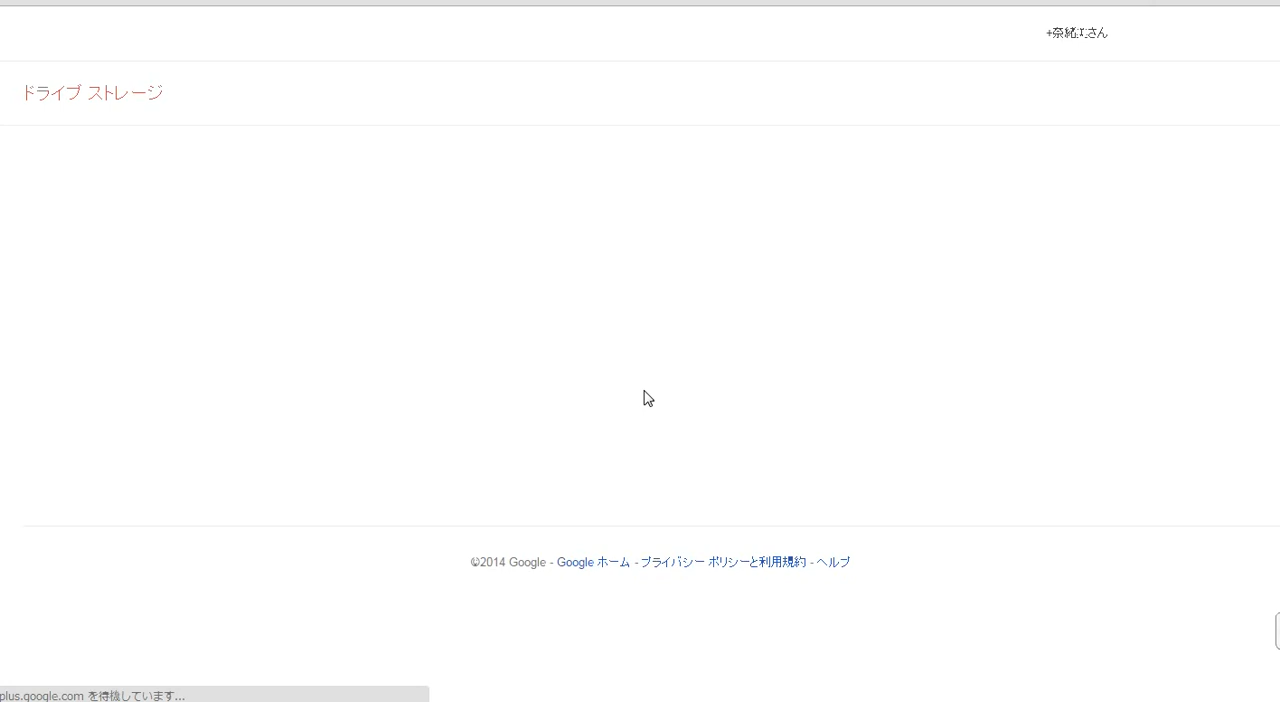 +奈緒江さん
ドライブ ストレージ
©2014 Google - Google ホーム - プライバシー ポリシーと利用規約 - ヘルプ
plus.google.com を待機しています...